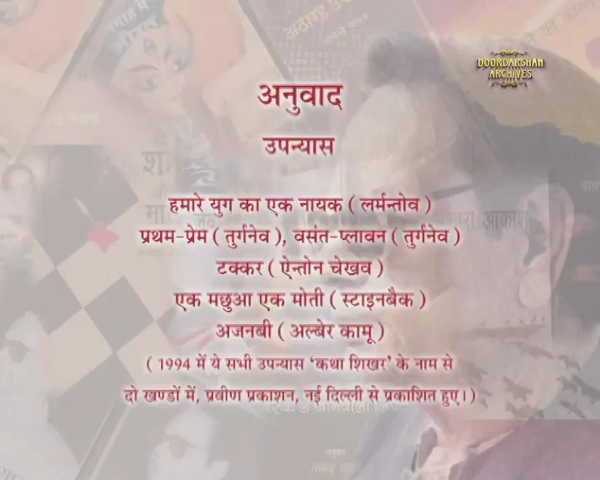 DOORDARSHAN
ARCHIVES
अनुवाद
उपन्यास
हमारे युग का एक नायक ( लर्मन्तोव )
प्रथम-प्रेम ( तुर्गनेव ), वसंत-प्लावन ( तुर्गनेव )
टक्कर ( ऐन्तोन चेखव )
एक मछुआ एक मोती ( स्टाइनबैक )
अजनबी ( अल्बेर कामू )
( 1994 में ये सभी उपन्यास ‘कथा शिखर’ के नाम से
दो खण्डों में, प्रवीण प्रकाशन, नई दिल्ली से प्रकाशित हुए। )